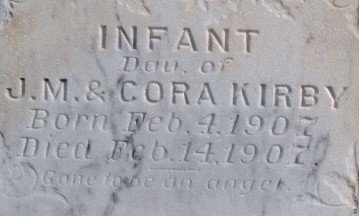 INFANT
Dau. of
J.M. & CORA KIRBY
Born Feb. 4. 1907
Died Feb. 14. 1907.
Gone to be an angel.